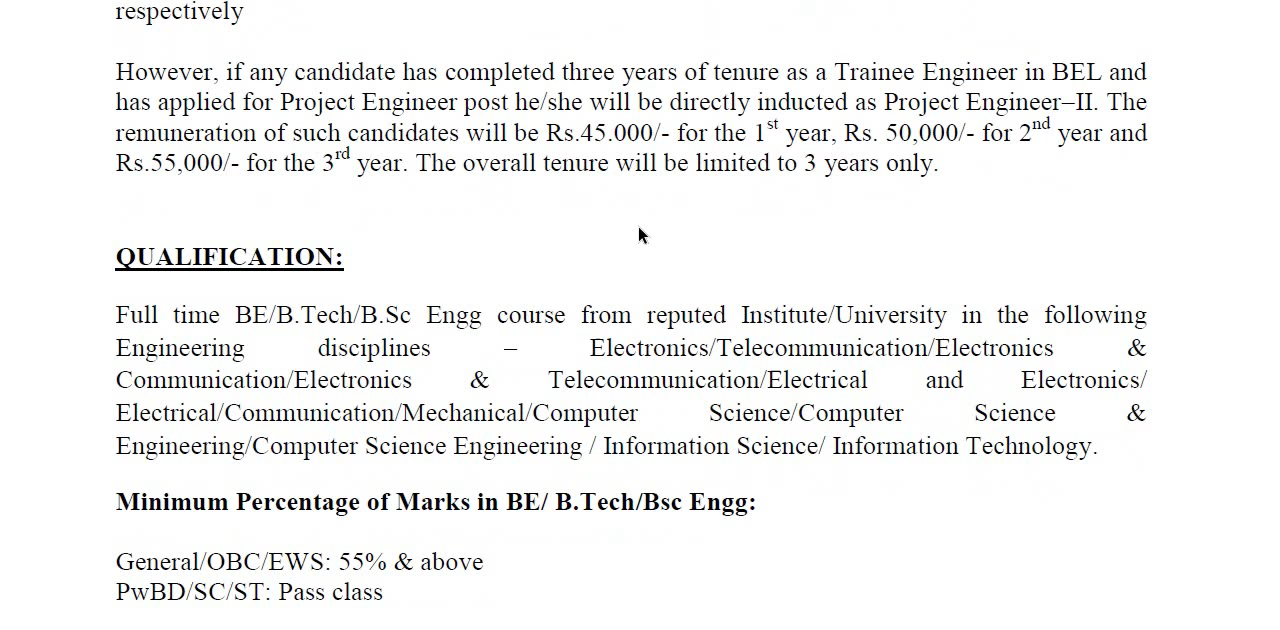 respectively
However, if any candidate has completed three years of tenure as a Trainee Engineer in BEL and
has applied for Project Engineer post he/she will be directly inducted as Project Engineer–II. The
remuneration of such candidates will be Rs.45.000/- for the 1st year, Rs. 50,000/- for 2nd year and
Rs.55,000/- for the 3rd year. The overall tenure will be limited to 3 years only.
QUALIFICATION:
Full time BE/B.Tech/B.Sc Engg course from reputed Institute/University in the following
Engineering disciplines – Electronics/Telecommunication/Electronics &
Communication/Electronics & Telecommunication/Electrical and Electronics/
Electrical/Communication/Mechanical/Computer Science/Computer Science &
Engineering/Computer Science Engineering / Information Science/ Information Technology.
Minimum Percentage of Marks in BE/ B.Tech/Bsc Engg:
General/OBC/EWS: 55% & above
PwBD/SC/ST: Pass class